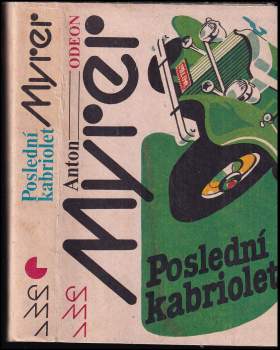 Poslední
kabriolet
Myrer
Anton
ODEON
Myrer
Poslední
kabriolet